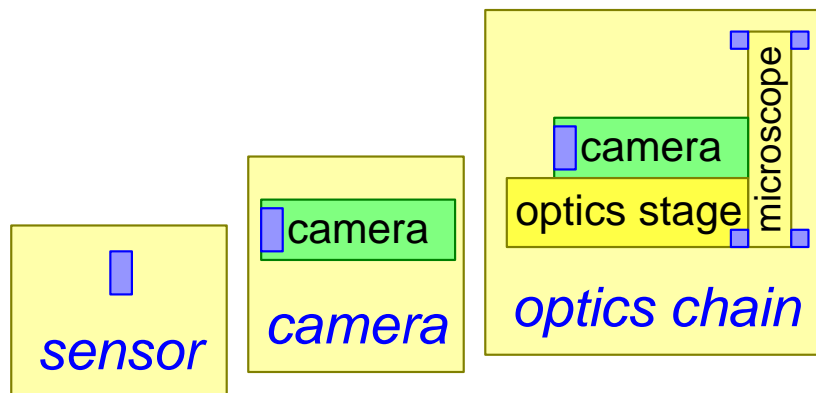 sensor
camera
camera
camera
optics stage
microscope
optics chain